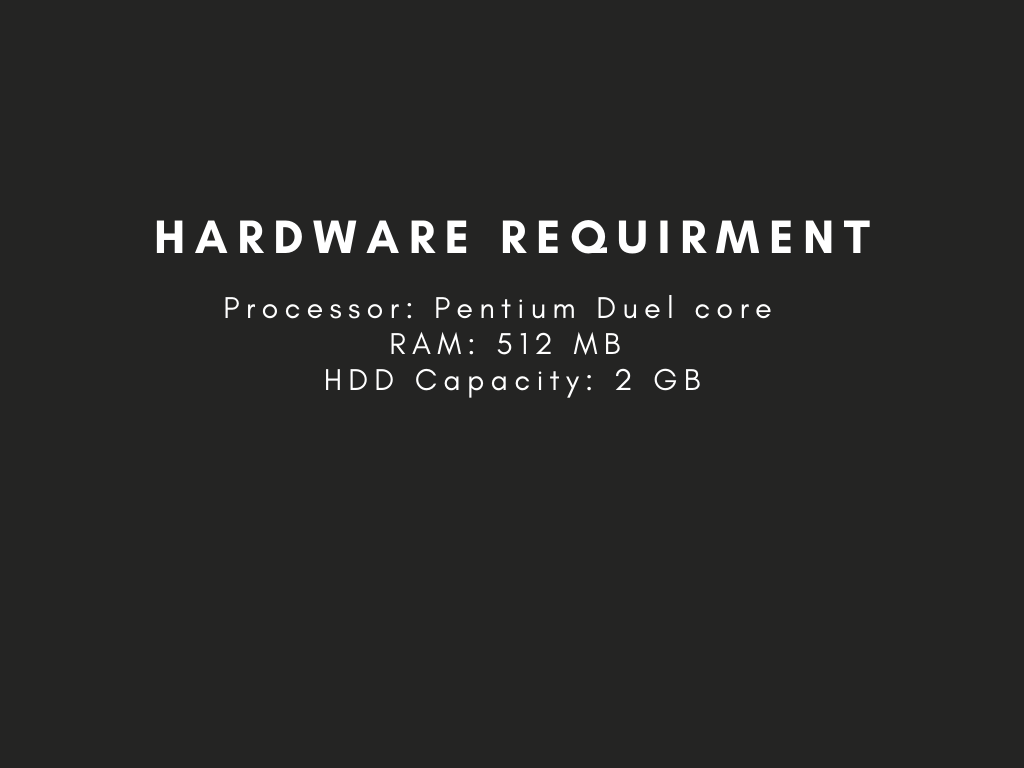 HARDWARE REQUIRMENT
Processor: Pentium Duel core
RAM: 512 MB
HDD Capacity: 2 GB